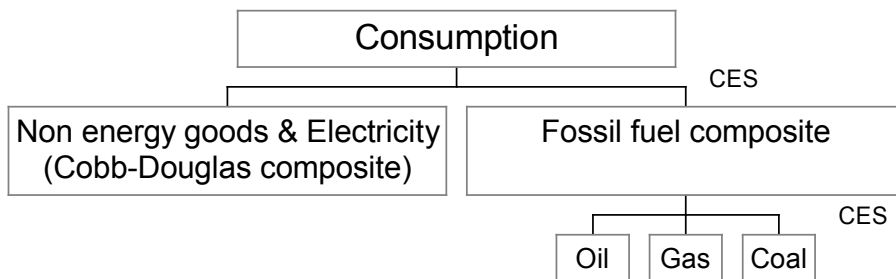 Consumption
CES
Non energy goods & Electricity
(Cobb-Douglas composite)
Fossil fuel composite
CES
Oil
Gas
Coal